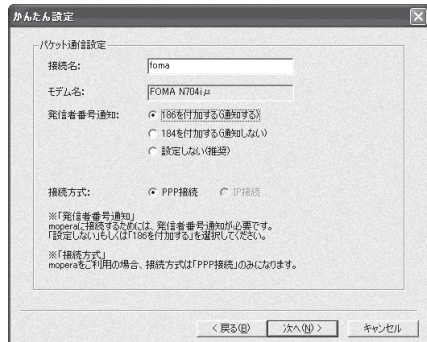 かんたん設定
パケット通信設定
接続名: foma
モデム名: FOMA N704iμ
発信者番号通知: 186を付加する(通知する)
184を付加する(通知しない)
設定しない(推奨)
接続方式: PPP接続 IP接続
※「発信者番号通知」
moperaに接続するためには、発信者番号通知が必要です。
「設定しない」もしくは「186を付加する」を選択してください。
※「接続方式」
moperaをご利用の場合、接続方式は「PPP接続」のみになります。
< 戻る(B) 次へ(N) > キャンセル